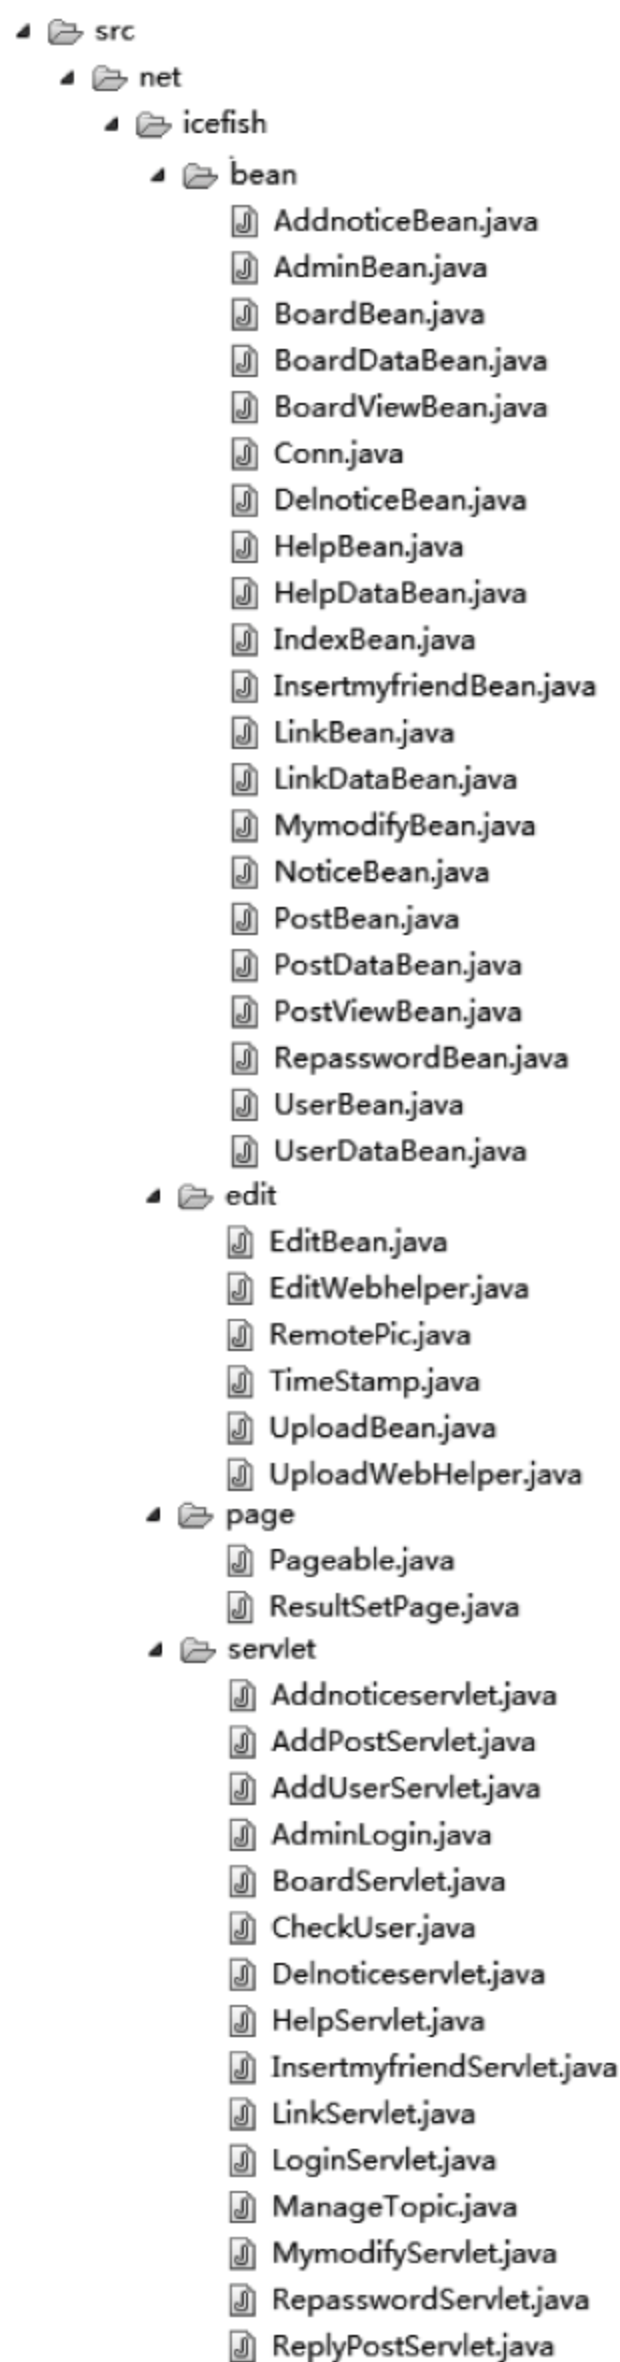 src
net
icefish
bean
AddnoticeBean.java
AdminBean.java
BoardBean.java
BoardDataBean.java
BoardViewBean.java
Conn.java
DelnoticeBean.java
HelpBean.java
HelpDataBean.java
IndexBean.java
InsertmyfriendBean.java
LinkBean.java
LinkDataBean.java
MymodifyBean.java
NoticeBean.java
PostBean.java
PostDataBean.java
PostViewBean.java
RepasswordBean.java
UserBean.java
UserDataBean.java
edit
EditBean.java
EditWebhelper.java
RemotePic.java
TimeStamp.java
UploadBean.java
UploadWebHelper.java
page
Pageable.java
ResultSetPage.java
servlet
Addnoticeservlet.java
AddPostServlet.java
AddUserServlet.java
AdminLogin.java
BoardServlet.java
CheckUser.java
Delnoticeservlet.java
HelpServlet.java
InsertmyfriendServlet.java
LinkServlet.java
LoginServlet.java
ManageTopic.java
MymodifyServlet.java
RepasswordServlet.java
ReplyPostServlet.java